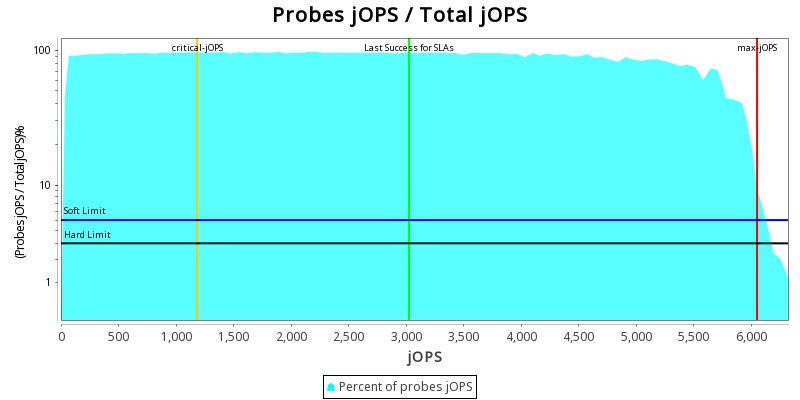 Probes jOPS / Total jOPS
critical-jOPS
Last Success for SLAs
max-jOPS
(Probes jOPS / Total jOPS)%
100
10
1
Soft Limit
Hard Limit
0
500
1,000
1,500
2,000
2,500
3,000
3,500
4,000
4,500
5,000
5,500
6,000
jOPS
Percent of probes jOPS